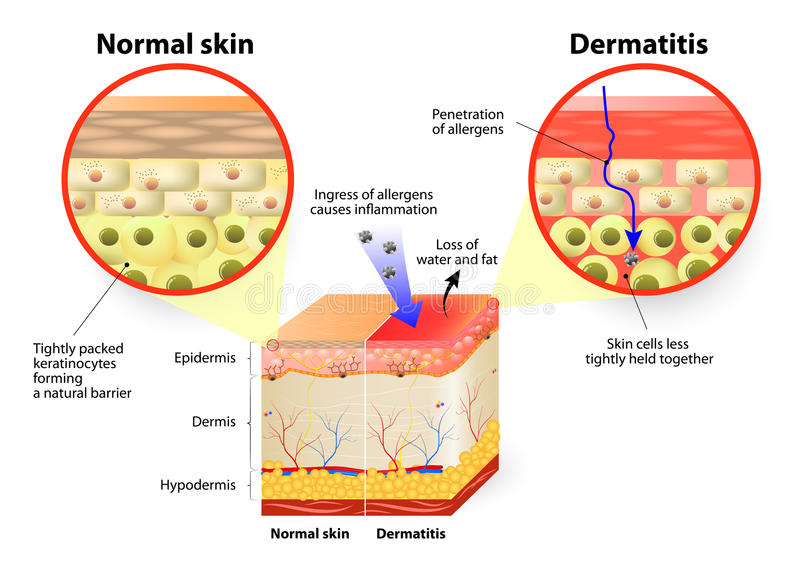 Normal skin
Dermatitis
Penetration
of allergens
Ingress of allergens
causes inflammation
Loss of
water and fat
Tightly packed
keratinocytes
forming
a natural barrier
Skin cells less
tightly held together
Epidermis
Dermis
Hypodermis
Normal skin
Dermatitis
dreamstime